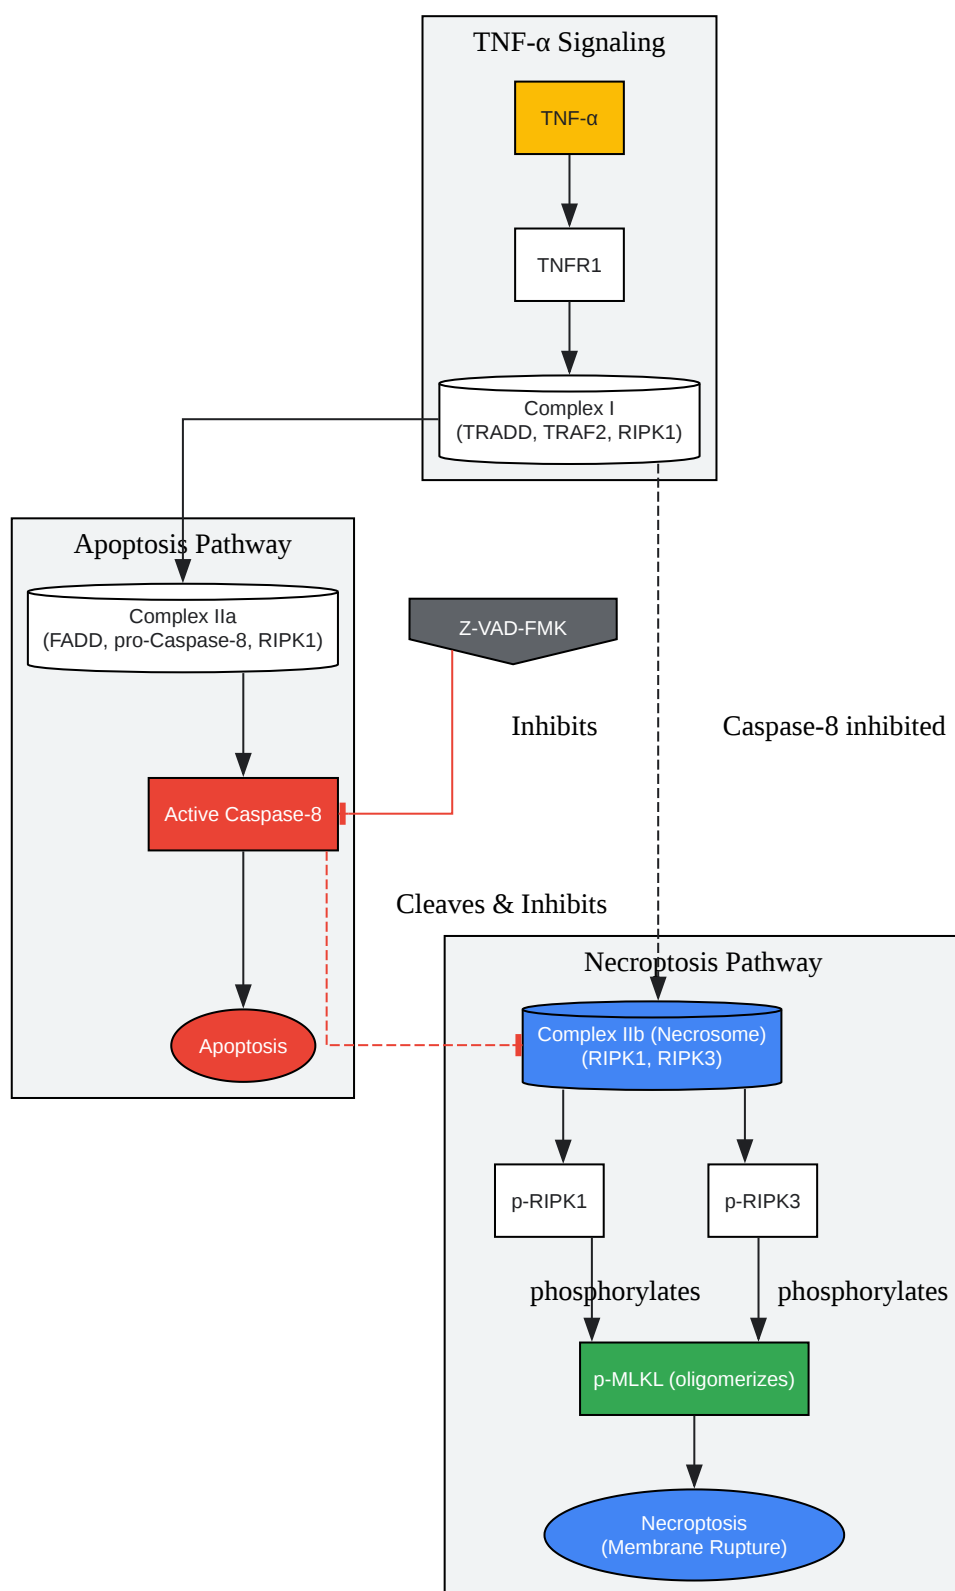 TNF-α Signaling
TNF-α
TNFR1
Complex I
(TRADD, TRAF2, RIPK1)
Apoptosis Pathway
Complex IIa
(FADD, pro-Caspase-8, RIPK1)
Z-VAD-FMK
Inhibits
Caspase-8 inhibited
Active Caspase-8
Cleaves & Inhibits
Necroptosis Pathway
Apoptosis
Complex IIb (Necrosome)
(RIPK1, RIPK3)
p-RIPK1
p-RIPK3
phosphorylates
phosphorylates
p-MLKL (oligomerizes)
Necroptosis
(Membrane Rupture)